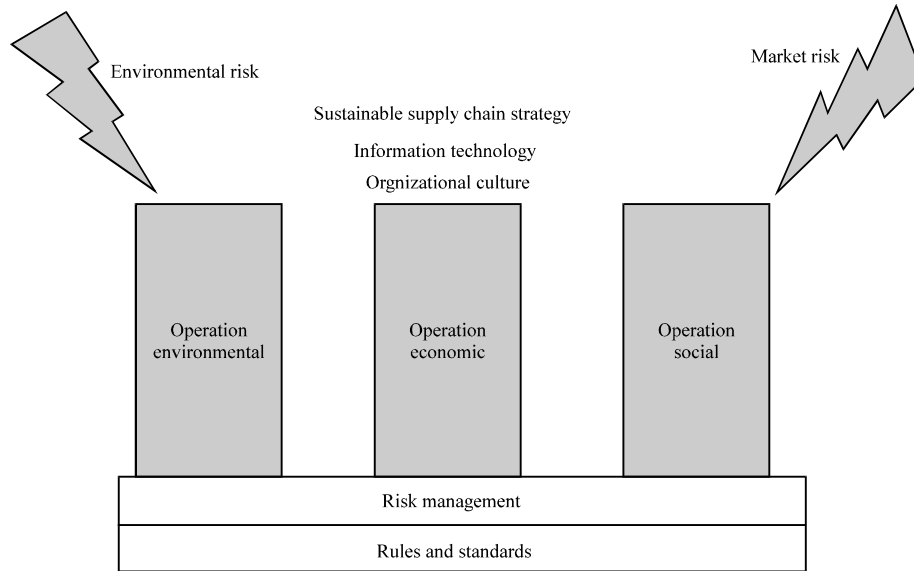 Environmental risk
Market risk
Sustainable supply chain strategy
Information technology
Orgnizational culture
Operation
environmental
Operation
economic
Operation
social
Risk management
Rules and standards